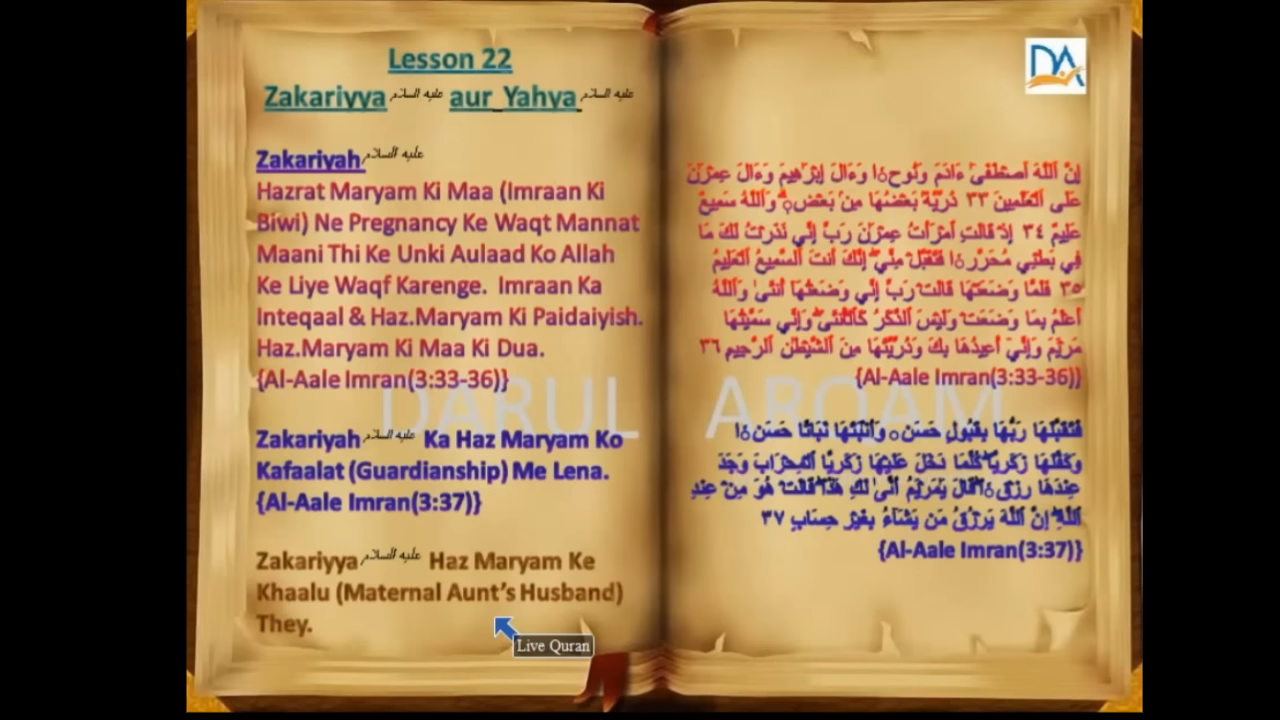 Lesson 22
Zakariyya عليه السلام aur Yahya عليه السلام
Zakariyah عليه السلام
Hazrat Maryam Ki Maa (Imraan Ki
Biwi) Ne Pregnancy Ke Waqt Mannat
Maani Thi Ke Unki Aulaad Ko Allah
Ke Liye Waqf Karenge. Imraan Ka
Inteqaal & Haz.Maryam Ki Paidaiyish.
Haz.Maryam Ki Maa Ki Dua.
{Al-Aale Imran(3:33-36)}
Zakariyah عليه السلام Ka Haz Maryam Ko
Kafaalat (Guardianship) Me Lena.
{Al-Aale Imran(3:37)}
Zakariyya عليه السلام Haz Maryam Ke
Khaalu (Maternal Aunt's Husband)
They.
Live Quran
DA
إِنَّ ٱللَّهَ ٱصۡطَفَىٰٓ ءَادَمَ وَنُوحٗا وَءَالَ إِبۡرَٰهِيمَ وَءَالَ عِمۡرَٰنَ
عَلَى ٱلۡعَٰلَمِينَ ٣٣ ذُرِّيَّةَۢ بَعۡضُهَا مِنۢ بَعۡضٖۗ وَٱللَّهُ سَمِيعٌ
عَلِيمٌ ٣٤ إِذۡ قَالَتِ ٱمۡرَأَتُ عِمۡرَٰنَ رَبِّ إِنِّي نَذَرۡتُ لَكَ مَا
فِي بَطۡنِي مُحَرَّرٗا فَتَقَبَّلۡ مِنِّيٓۖ إِنَّكَ أَنتَ ٱلسَّمِيعُ ٱلۡعَلِيمُ
٣٥ فَلَمَّا وَضَعَتۡهَا قَالَتۡ رَبِّ إِنِّي وَضَعۡتُهَآ أُنثَىٰ وَٱللَّهُ
أَعۡلَمُ بِمَا وَضَعَتۡ وَلَيۡسَ ٱلذَّكَرُ كَٱلۡأُنثَىٰۖ وَإِنِّي سَمَّيۡتُهَا
مَرۡيَمَ وَإِنِّيٓ أُعِيذُهَا بِكَ وَذُرِّيَّتَهَا مِنَ ٱلشَّيۡطَٰنِ ٱلرَّجِيمِ ٣٦
{Al-Aale Imran(3:33-36)}
فَتَقَبَّلَهَا رَبُّهَا بِقَبُولٍ حَسَنٖ وَأَنۢبَتَهَا نَبَاتًا حَسَنٗا
وَكَفَّلَهَا زَكَرِيَّاۖ كُلَّمَا دَخَلَ عَلَيۡهَا زَكَرِيَّا ٱلۡمِحۡرَابَ وَجَدَ
عِندَهَا رِزۡقٗاۖ قَالَ يَٰمَرۡيَمُ أَنَّىٰ لَكِ هَٰذَاۖ قَالَتۡ هُوَ مِنۡ عِندِ
ٱللَّهِۖ إِنَّ ٱللَّهَ يَرۡزُقُ مَن يَشَآءُ بِغَيۡرِ حِسَابٍ ٣٧
{Al-Aale Imran(3:37)}
DARUL ARQAM